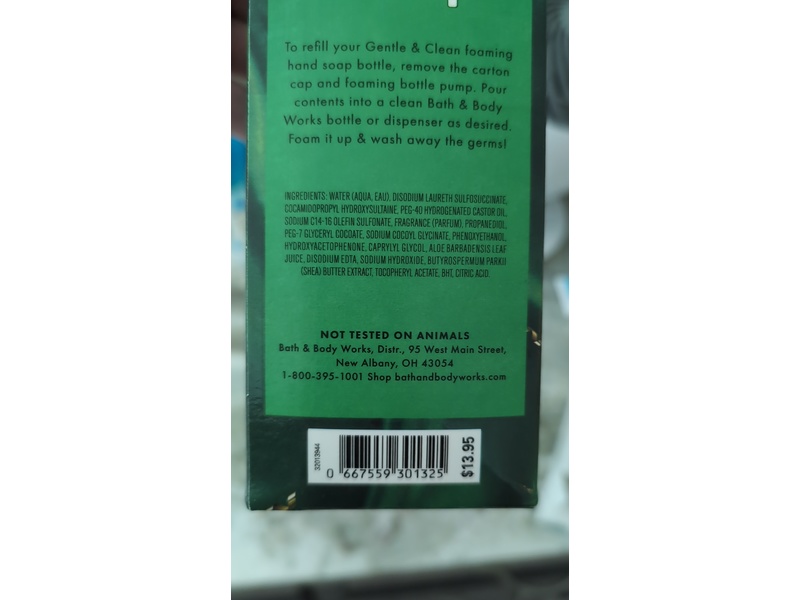 To refill your Gentle & Clean foaming
hand soap bottle, remove the carton
cap and foaming bottle pump. Pour
contents into a clean Bath & Body
Works bottle or dispenser as desired.
Foam it up & wash away the germs!
INGREDIENTS: WATER (AQUA, EAU), DISODIUM LAURETH SULFOSUCCINATE,
COCAMIDOPROPYL HYDROXYSULTAINE, PEG-40 HYDROGENATED CASTOR OIL,
SODIUM C14-16 OLEFIN SULFONATE, FRAGRANCE (PARFUM), PROPANEDIOL,
PEG-7 GLYCERYL COCOATE, SODIUM COCOYL GLYCINATE, PHENOXYETHANOL,
HYDROXYACETOPHENONE, CAPRYLYL GLYCOL, ALOE BARBADENSIS LEAF
JUICE, DISODIUM EDTA, SODIUM HYDROXIDE, BUTYROSPERMUM PARKII
(SHEA) BUTTER EXTRACT, TOCOPHERYL ACETATE, BHT, CITRIC ACID.
NOT TESTED ON ANIMALS
Bath & Body Works, Distr., 95 West Main Street,
New Albany, OH 43054
1-800-395-1001 Shop bathandbodyworks.com
32013944
0 667559 301325
$13.95